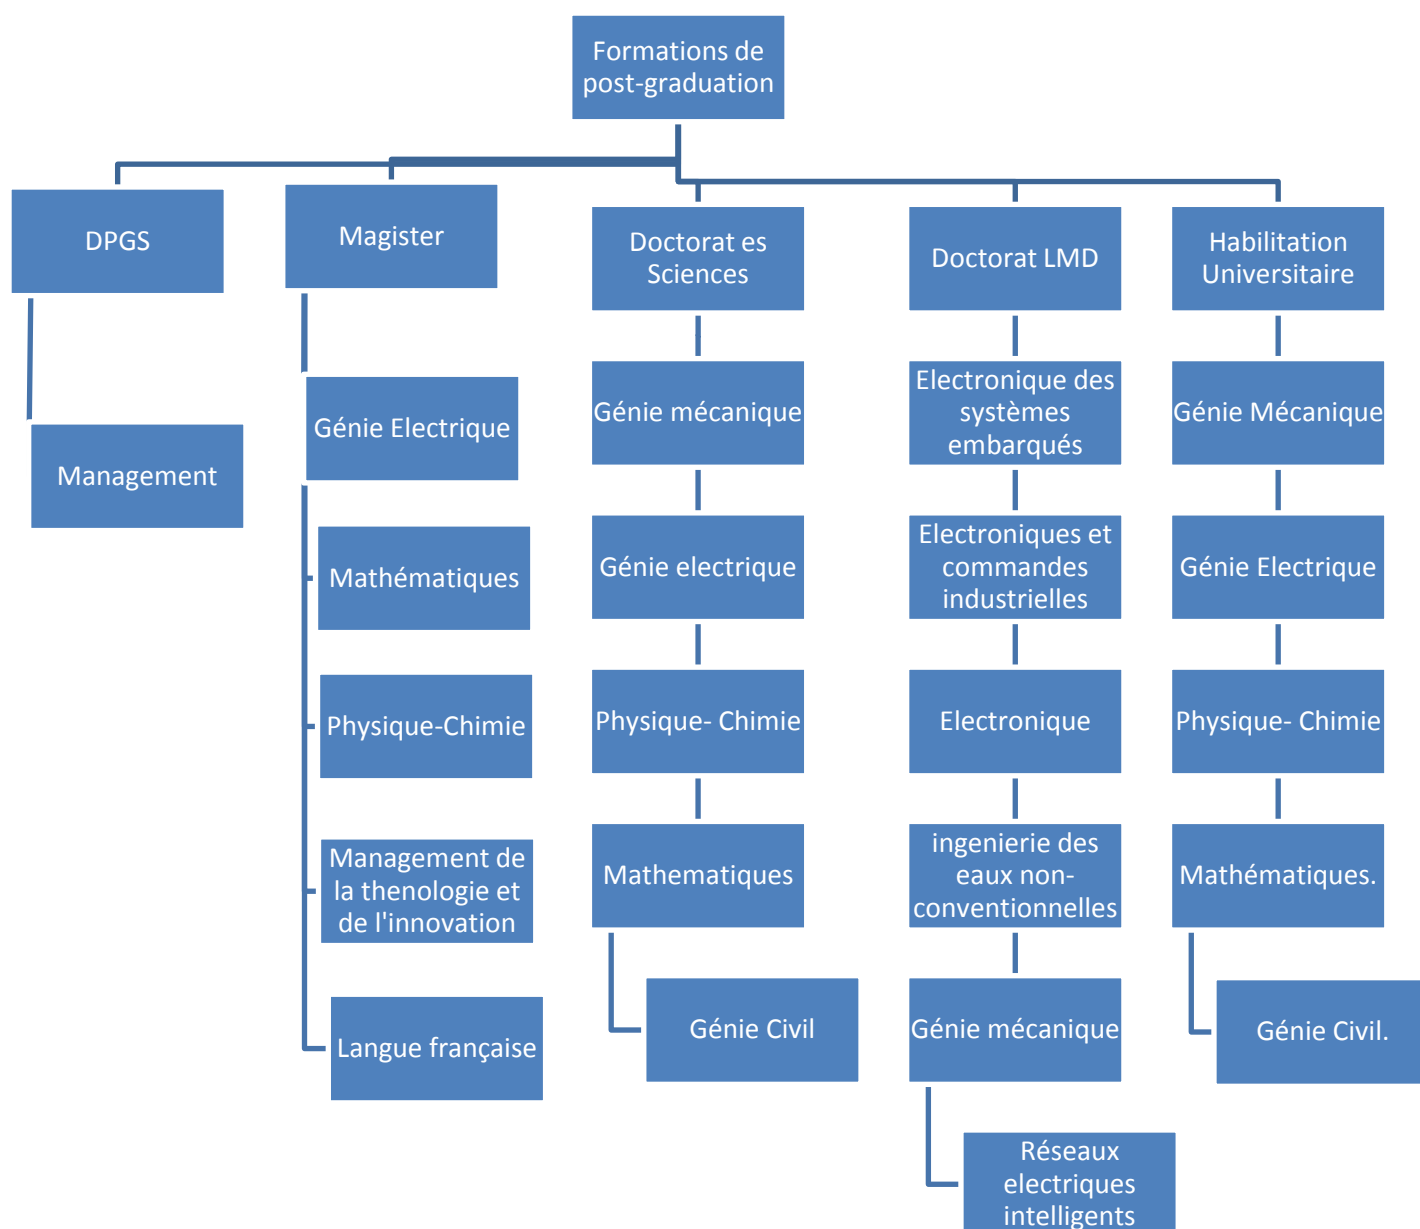 Formations de
post-graduation
DPGS
Management
Magister
Génie Electrique
Mathématiques
Physique-Chimie
Management de
la thenologie et
de l'innovation
Langue française
Doctorat es
Sciences
Génie mécanique
Génie electrique
Physique- Chimie
Mathematiques
Génie Civil
Doctorat LMD
Electronique des
systèmes
embarqués
Electroniques et
commandes
industrielles
Electronique
ingenierie des
eaux non-
conventionnelles
Génie mécanique
Réseaux
electriques
intelligents
Habilitation
Universitaire
Génie Mécanique
Génie Electrique
Physique- Chimie
Mathématiques.
Génie Civil.